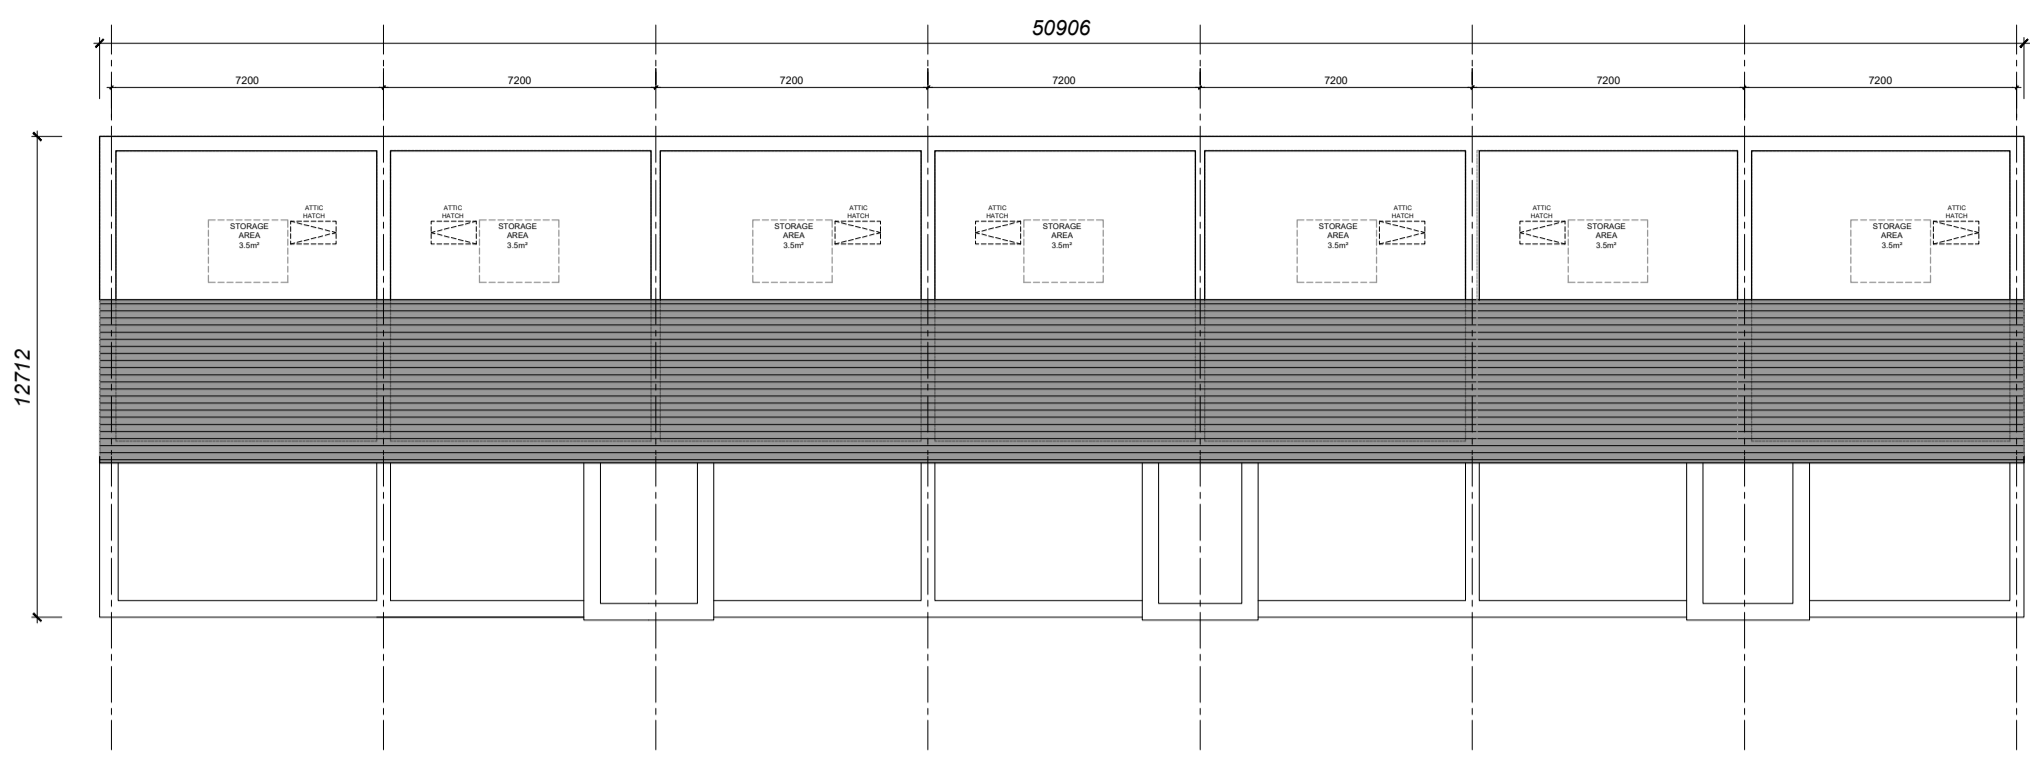 50906
7200 7200 7200 7200 7200 7200 7200
ATTIC
HATCH
STORAGE
AREA
3.5m²
ATTIC
HATCH
STORAGE
AREA
3.5m²
ATTIC
HATCH
STORAGE
AREA
3.5m²
ATTIC
HATCH
STORAGE
AREA
3.5m²
ATTIC
HATCH
STORAGE
AREA
3.5m²
ATTIC
HATCH
STORAGE
AREA
3.5m²
ATTIC
HATCH
STORAGE
AREA
3.5m²
12712